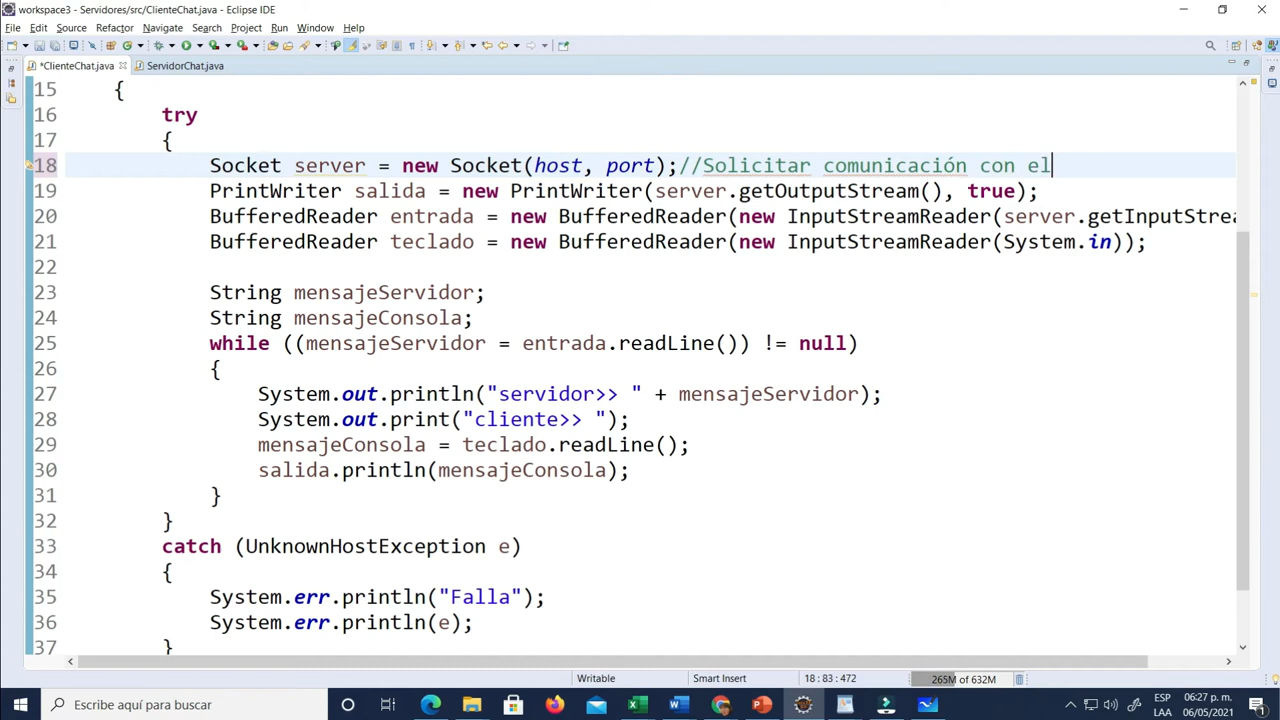 workspace3 - Servidores/src/ClienteChat.java - Eclipse IDE
File Edit Source Refactor Navigate Search Project Run Window Help
*ClienteChat.java ServidorChat.java
15 {
16 try
17 {
18 Socket server = new Socket(host, port);//Solicitar comunicación con el
19 PrintWriter salida = new PrintWriter(server.getOutputStream(), true);
20 BufferedReader entrada = new BufferedReader(new InputStreamReader(server.getInputStrea
21 BufferedReader teclado = new BufferedReader(new InputStreamReader(System.in));
22
23 String mensajeServidor;
24 String mensajeConsola;
25 while ((mensajeServidor = entrada.readLine()) != null)
26 {
27 System.out.println("servidor>> " + mensajeServidor);
28 System.out.print("cliente>> ");
29 mensajeConsola = teclado.readLine();
30 salida.println(mensajeConsola);
31 }
32 }
33 catch (UnknownHostException e)
34 {
35 System.err.println("Falla");
36 System.err.println(e);
37 }
Writable Smart Insert 18 : 83 : 472 265M of 632M
Escribe aquí para buscar
ESP 06:27 p. m.
LAA 06/05/2021